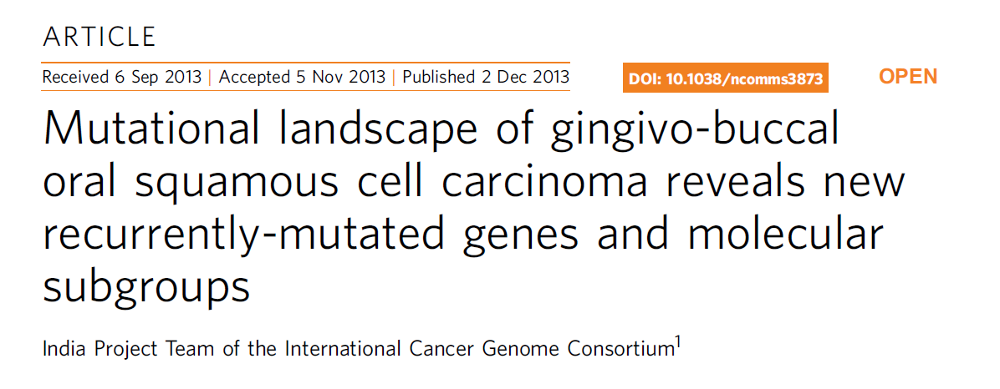 ARTICLE
Received 6 Sep 2013 | Accepted 5 Nov 2013 | Published 2 Dec 2013
DOI: 10.1038/ncomms3873
OPEN
Mutational landscape of gingivo-buccal
oral squamous cell carcinoma reveals new
recurrently-mutated genes and molecular
subgroups
India Project Team of the International Cancer Genome Consortium¹